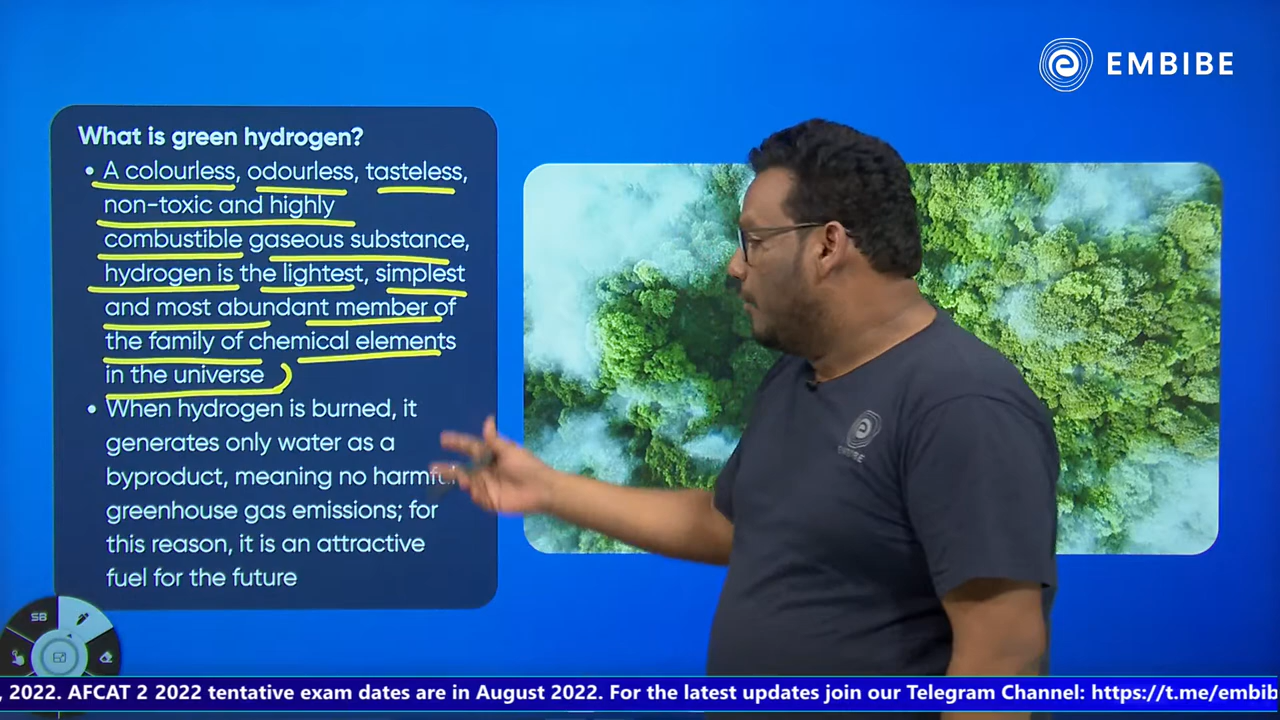 EMBIBE
What is green hydrogen?
• A colourless, odourless, tasteless,
non-toxic and highly
combustible gaseous substance,
hydrogen is the lightest, simplest
and most abundant member of
the family of chemical elements
in the universe
• When hydrogen is burned, it
generates only water as a
byproduct, meaning no harmful
greenhouse gas emissions; for
this reason, it is an attractive
fuel for the future
EMBIBE
SB
, 2022. AFCAT 2 2022 tentative exam dates are in August 2022. For the latest updates join our Telegram Channel: https://t.me/embib